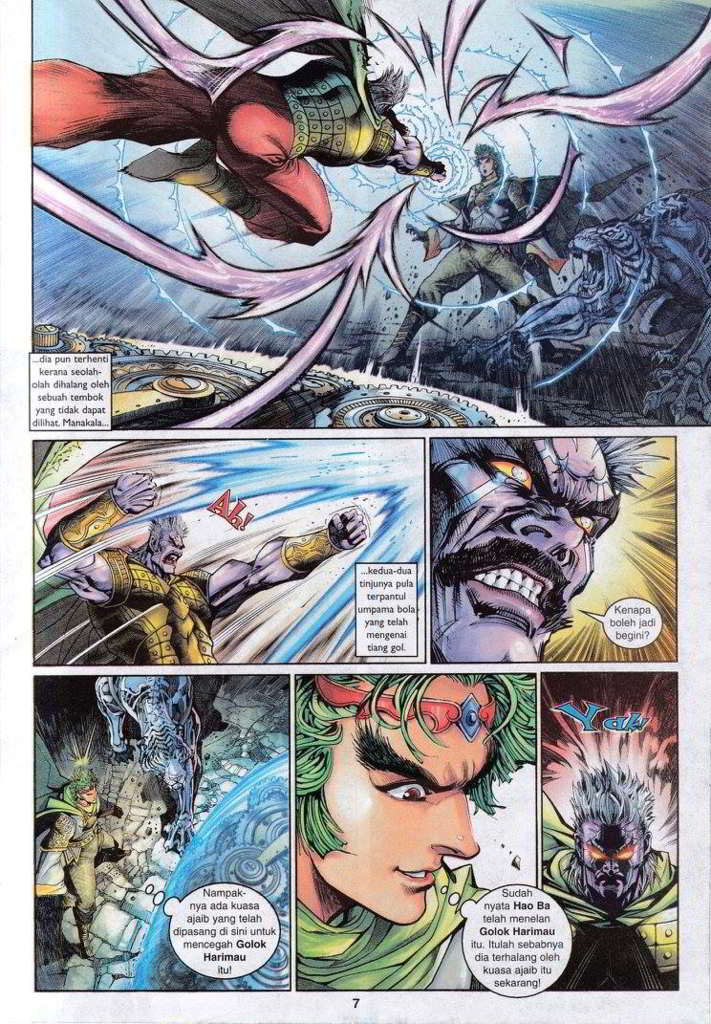 ...dia pun terhenti
kerana seolah-
olah dihalang oleh
sebuah tembok
yang tidak dapat
dilihat. Manakala...
Ah!
...kedua-dua
tinjunya pula
terpantul
umpama bola
yang telah
mengenai
tiang gol.
Kenapa
boleh jadi
begini?
Nampak-
nya ada kuasa
ajaib yang telah
dipasang di sini untuk
mencegah Golok
Harimau
itu!
Sudah
nyata Hao Ba
telah menelan
Golok Harimau
itu. Itulah sebabnya
dia terhalang oleh
kuasa ajaib itu
sekarang!
Yah!
7